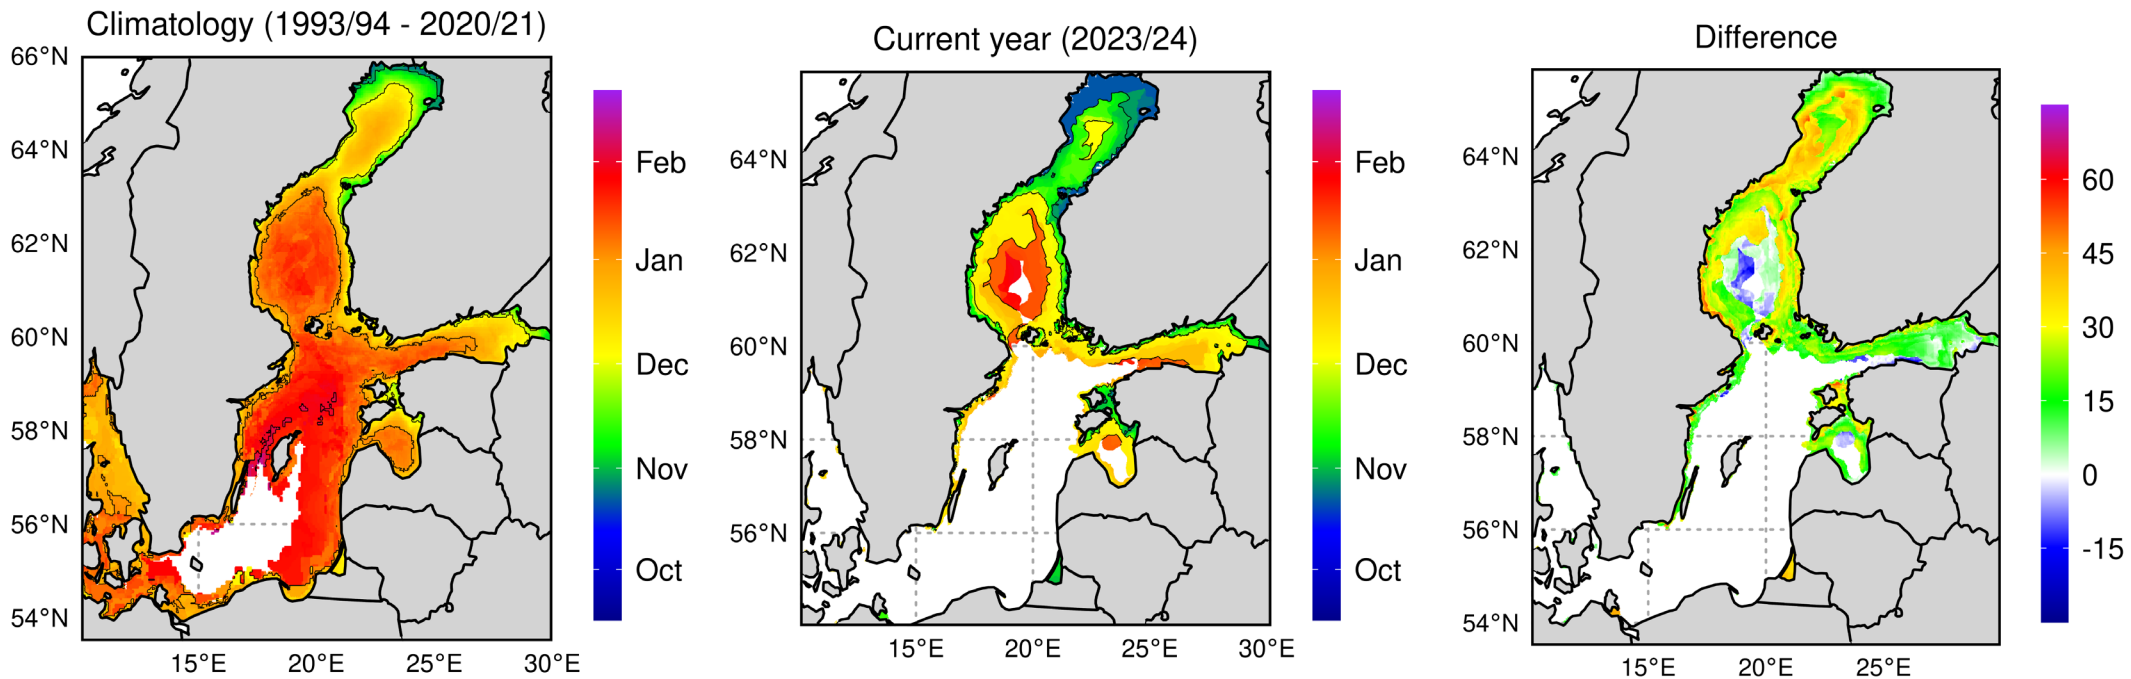 Climatology (1993/94 - 2020/21)
66°N
64°N
62°N
60°N
58°N
56°N
54°N
15°E 20°E 25°E 30°E
Feb
Jan
Dec
Nov
Oct
Current year (2023/24)
64°N
62°N
60°N
58°N
56°N
15°E 20°E 25°E 30°E
Feb
Jan
Dec
Nov
Oct
Difference
64°N
62°N
60°N
58°N
56°N
54°N
15°E 20°E 25°E
60
45
30
15
0
-15